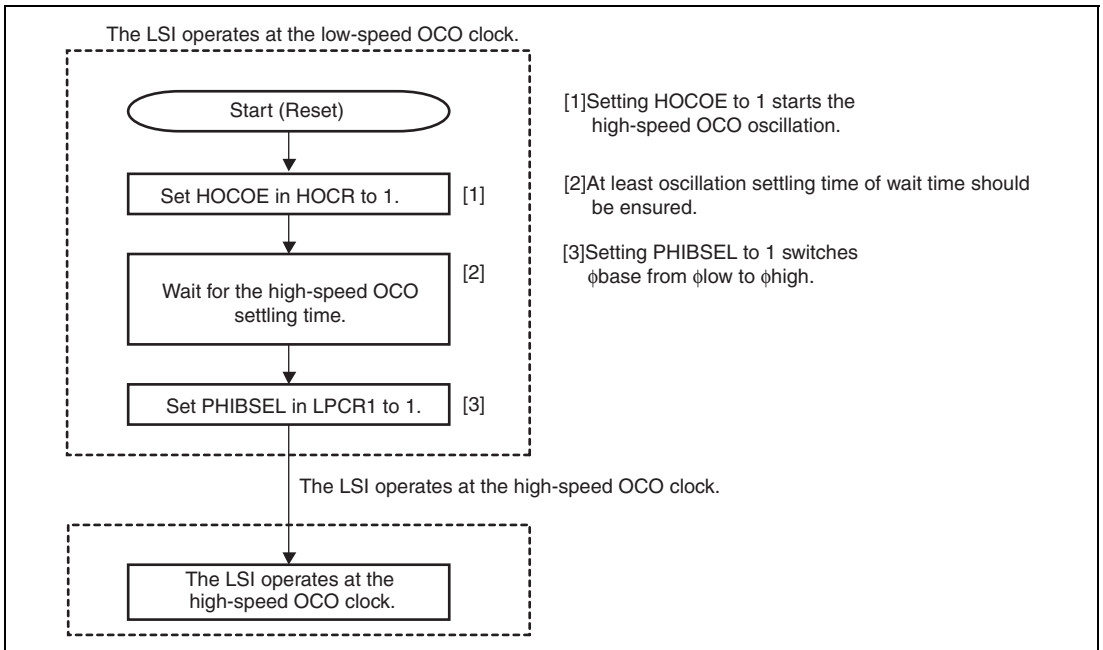 The LSI operates at the low-speed OCO clock.
Start (Reset)
[1]Setting HOCOE to 1 starts the
high-speed OCO oscillation.
Set HOCOE in HOCR to 1.
[1]
[2]At least oscillation settling time of wait time should
be ensured.
Wait for the high-speed OCO
settling time.
[2]
[3]Setting PHIBSEL to 1 switches
ϕbase from ϕlow to ϕhigh.
Set PHIBSEL in LPCR1 to 1.
[3]
The LSI operates at the high-speed OCO clock.
The LSI operates at the
high-speed OCO clock.